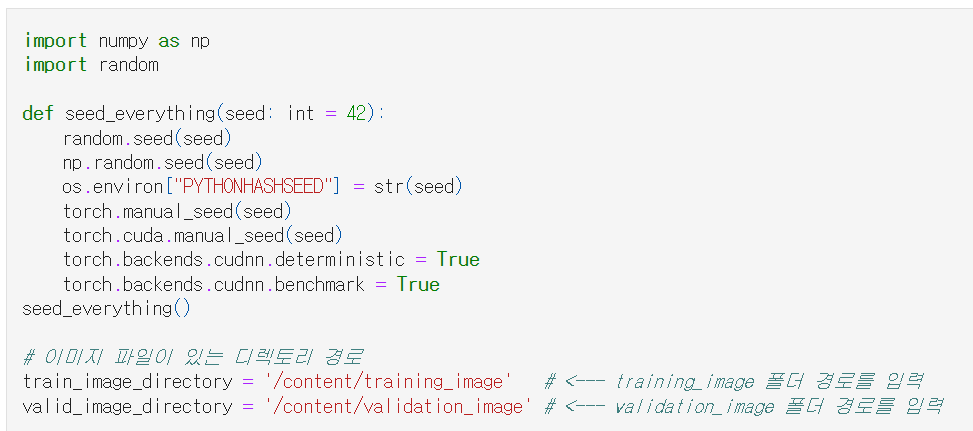 import numpy as np
import random
def seed_everything(seed: int = 42):
    random.seed(seed)
    np.random.seed(seed)
    os.environ["PYTHONHASHSEED"] = str(seed)
    torch.manual_seed(seed)
    torch.cuda.manual_seed(seed)
    torch.backends.cudnn.deterministic = True
    torch.backends.cudnn.benchmark = True
seed_everything()
# 이미지 파일이 있는 디렉토리 경로
train_image_directory = '/content/training_image'   # <--- training_image 폴더 경로를 입력
valid_image_directory = '/content/validation_image' # <--- validation_image 폴더 경로를 입력